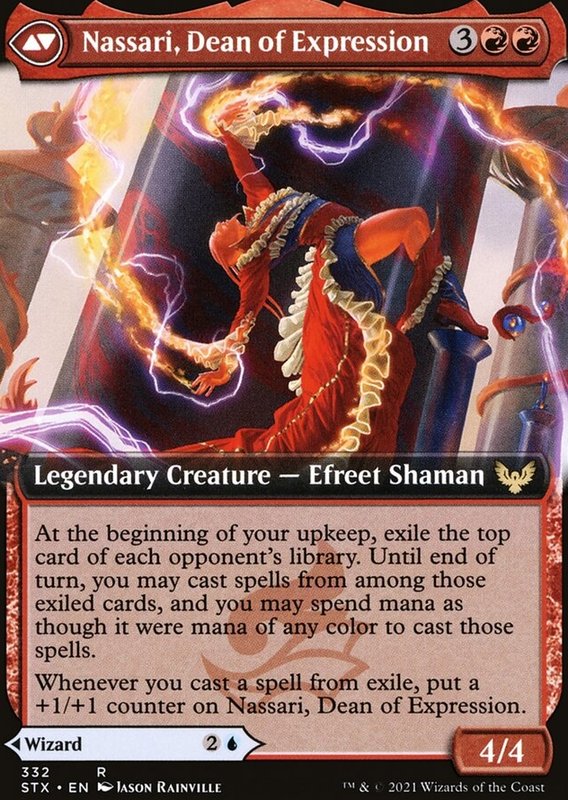 Nassari, Dean of Expression 3
Legendary Creature — Efreet Shaman
At the beginning of your upkeep, exile the top
card of each opponent's library. Until end of
turn, you may cast spells from among those
exiled cards, and you may spend mana as
though it were mana of any color to cast those
spells.
Whenever you cast a spell from exile, put a
+1/+1 counter on Nassari, Dean of Expression.
Wizard 2
4/4
332 R
STX • EN Jason Rainville ™ & © 2021 Wizards of the Coast